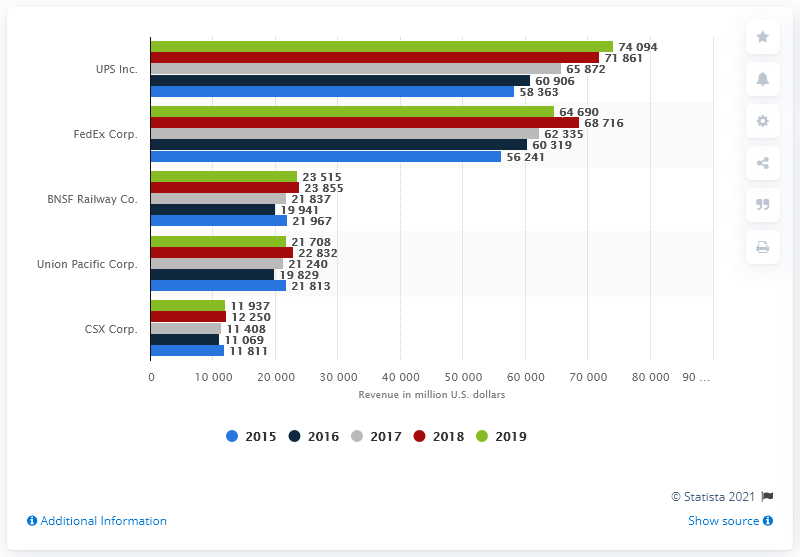 UPS Inc.
74 094
71 861
65 872
60 906
58 363
FedEx Corp.
64 690
68 716
62 335
60 319
56 241
BNSF Railway Co.
23 515
23 855
21 837
19 941
21 967
Union Pacific Corp.
21 708
22 832
21 240
19 829
21 813
CSX Corp.
11 937
12 250
11 408
11 069
11 811
0 10 000 20 000 30 000 40 000 50 000 60 000 70 000 80 000 90 ...
Revenue in million U.S. dollars
2015 2016 2017 2018 2019
© Statista 2021
Additional Information
Show source